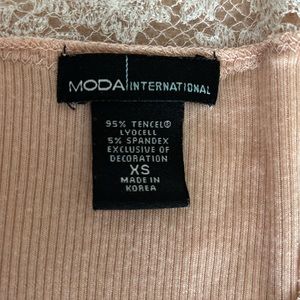 MODA INTERNATIONAL
95% TENCEL®
LYOCELL
5% SPANDEX
EXCLUSIVE OF
DECORATION
XS
MADE IN
KOREA